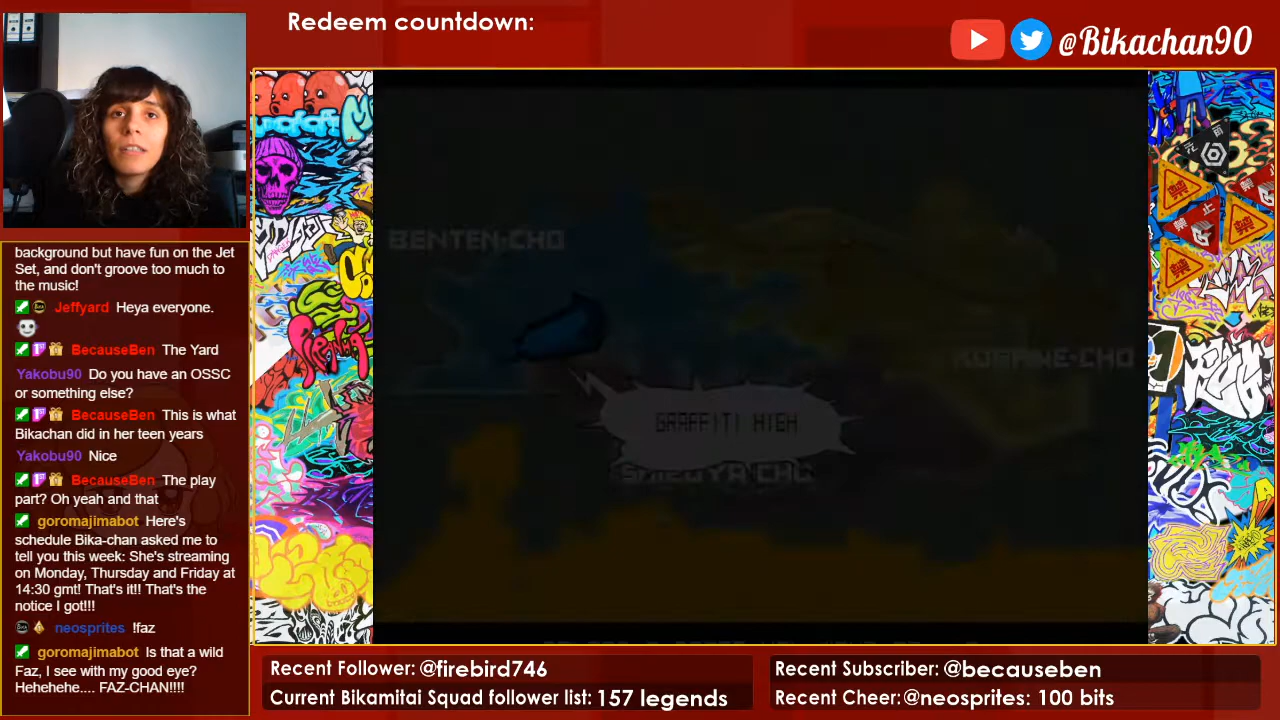 Redeem countdown:
@Bikachan90
background but have fun on the Jet
Set, and don't groove too much to
the music!
Jeffyard Heya everyone.
BecauseBen The Yard
Yakobu90 Do you have an OSSC
or something else?
BecauseBen This is what
Bikachan did in her teen years
Yakobu90 Nice
BecauseBen The play
part? Oh yeah and that
goromajimabot Here's
schedule Bika-chan asked me to
tell you this week: She's streaming
on Monday, Thursday and Friday at
14:30 gmt! That's it!! That's the
notice I got!!!
neosprites !faz
goromajimabot Is that a wild
Faz, I see with my good eye?
Hehehehe.... FAZ-CHAN!!!!
BENTEN-CHO
KOGANE-CHO
GRAFFITI HIGH
SHIBUYA-CHO
Recent Follower: @firebird746
Current Bikamitai Squad follower list: 157 legends
Recent Subscriber: @becauseben
Recent Cheer: @neosprites: 100 bits